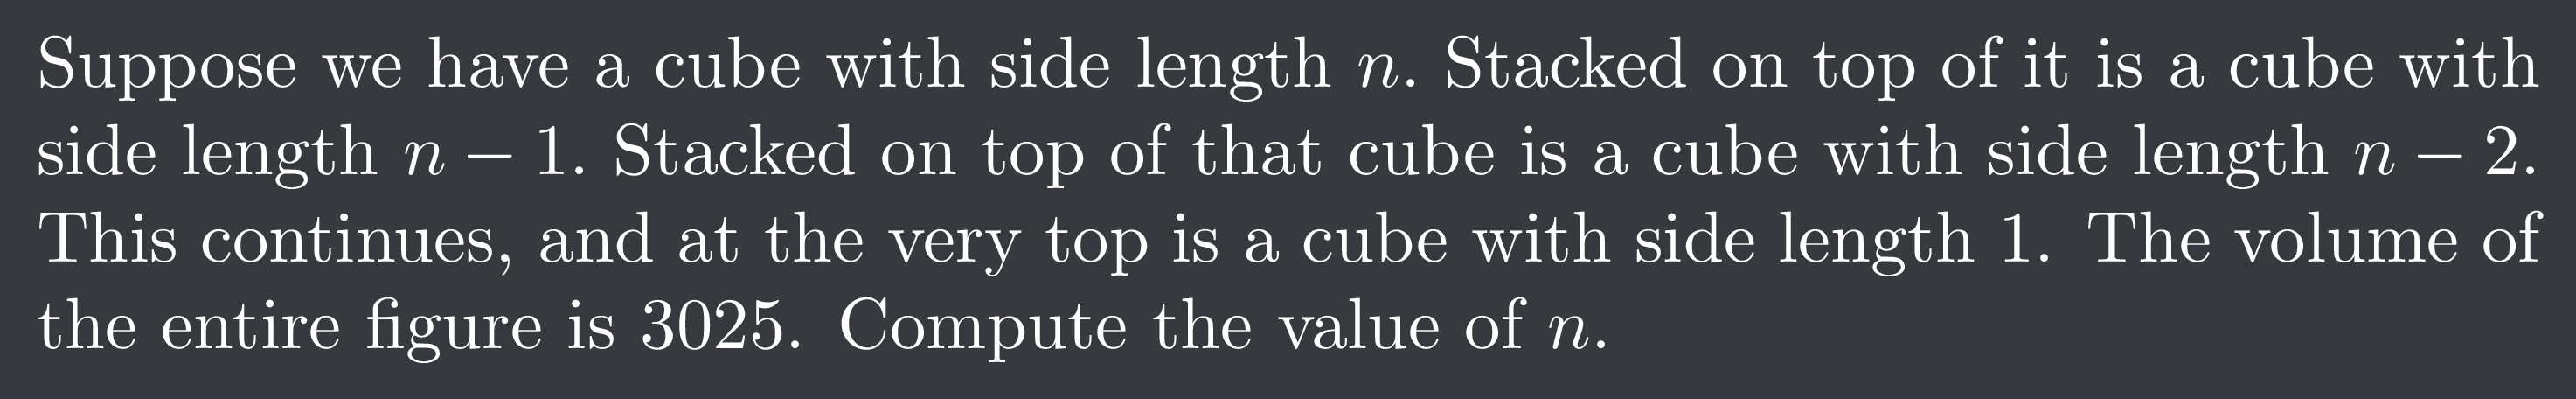 Suppose we have a cube with side length n. Stacked on top of it is a cube with
side length n − 1. Stacked on top of that cube is a cube with side length n − 2.
This continues, and at the very top is a cube with side length 1. The volume of
the entire figure is 3025. Compute the value of n.